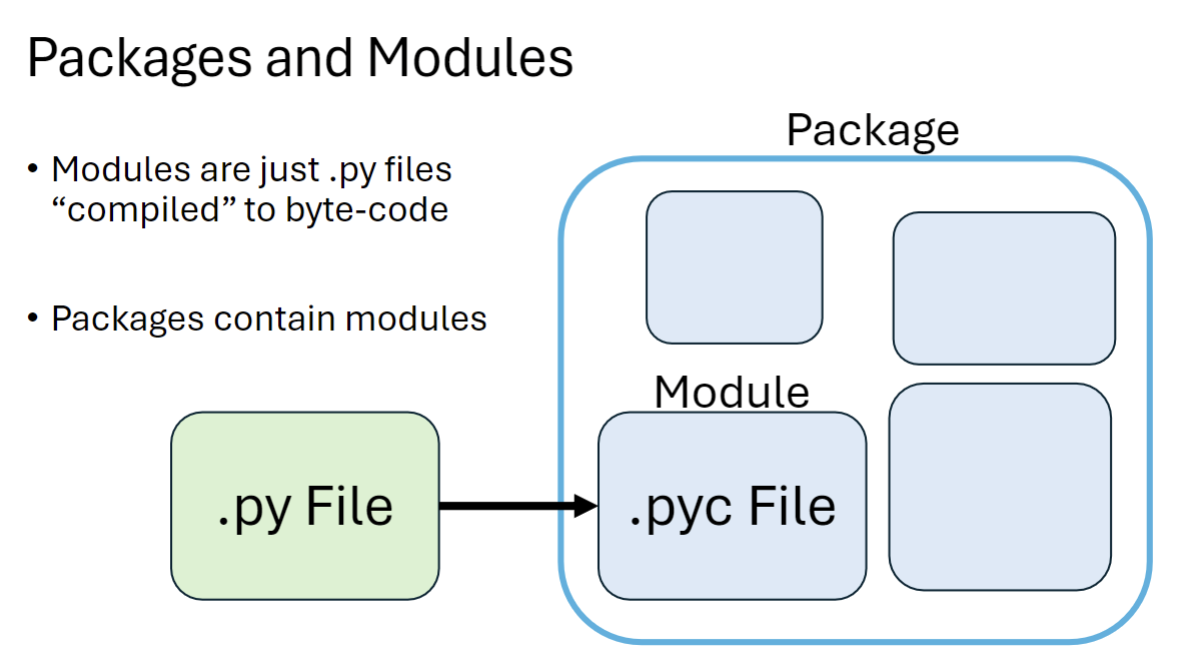 Packages and Modules
• Modules are just .py files
“compiled” to byte-code
• Packages contain modules
Package
Module
.py File
.pyc File